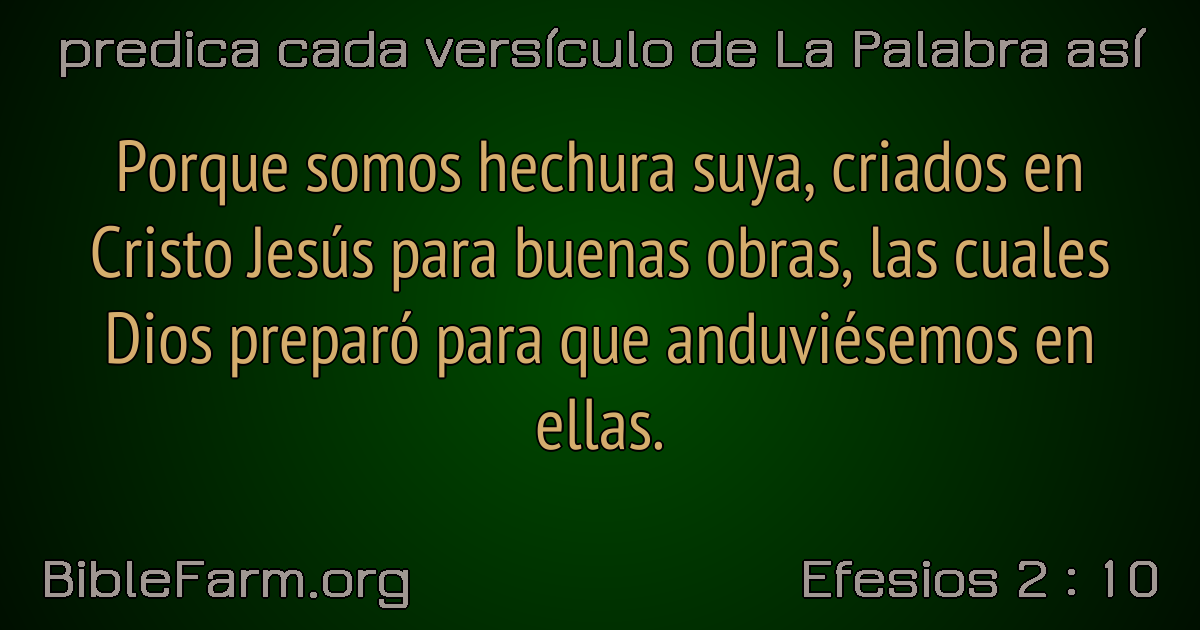 predica cada versículo de La Palabra así
Porque somos hechura suya, criados en
Cristo Jesús para buenas obras, las cuales
Dios preparó para que anduviésemos en
ellas.
BibleFarm.org
Efesios 2 : 10